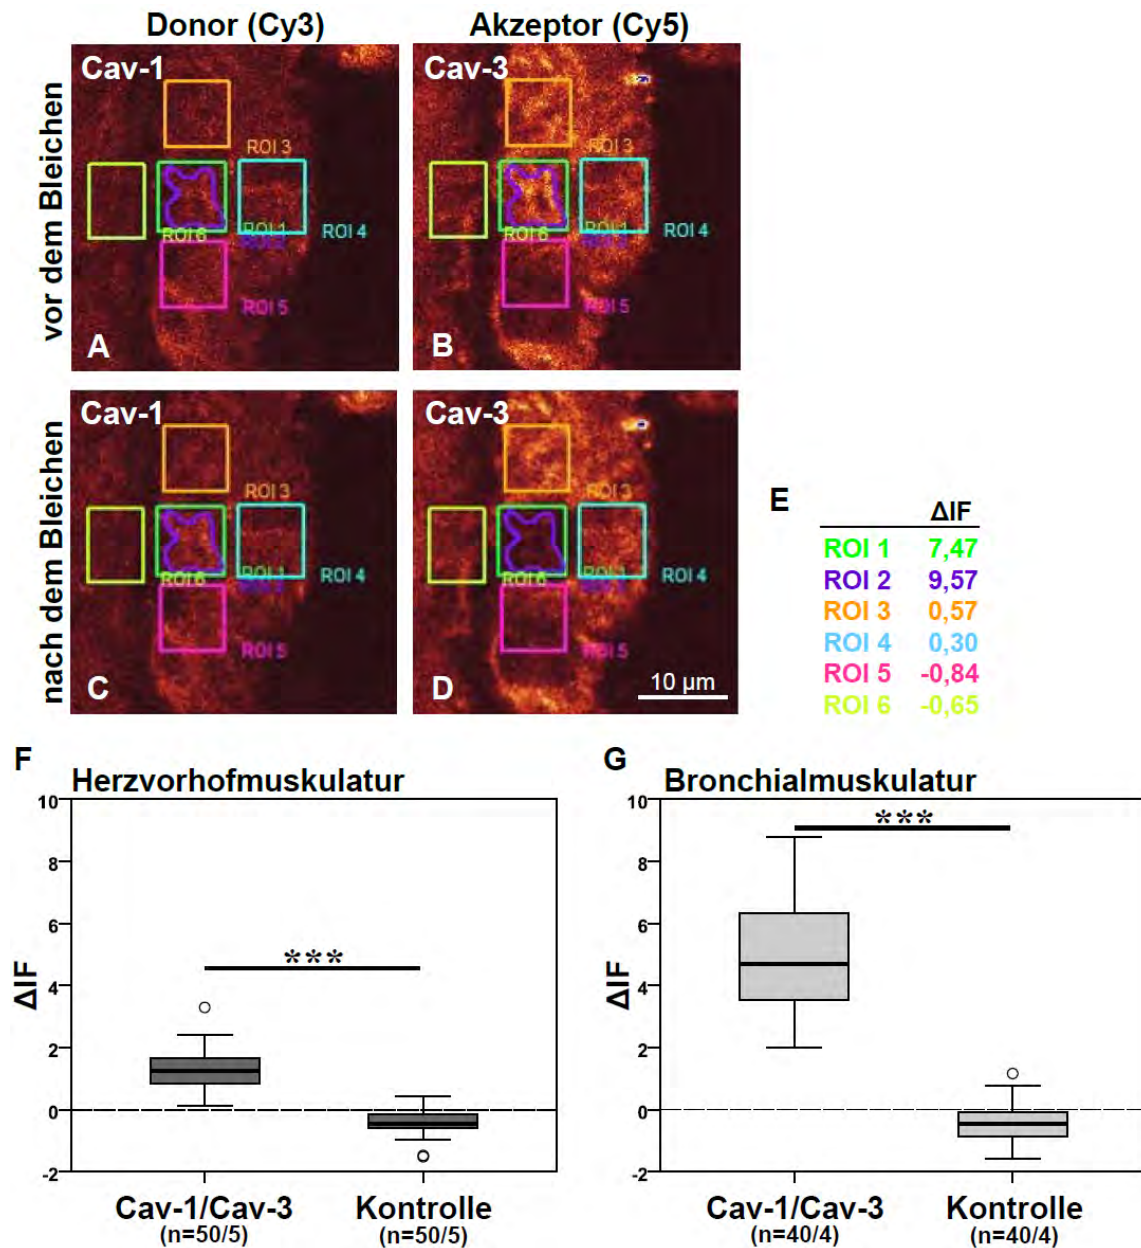 Donor (Cy3)
Akzeptor (Cy5)
vor dem Bleichen
Cav-1
ROI 3
ROI 6
ROI 1
ROI 4
ROI 5
A
Cav-3
ROI 3
ROI 6
ROI 1
ROI 4
ROI 5
B
nach dem Bleichen
Cav-1
ROI 3
ROI 6
ROI 1
ROI 4
ROI 5
C
Cav-3
ROI 3
ROI 6
ROI 1
ROI 4
ROI 5
D
10 µm
E
ΔIF
ROI 1 7,47
ROI 2 9,57
ROI 3 0,57
ROI 4 0,30
ROI 5 -0,84
ROI 6 -0,65
F
Herzvorhofmuskulatur
10
8
6
4
2
0
-2
ΔIF
***
Cav-1/Cav-3 Kontrolle
(n=50/5) (n=50/5)
G
Bronchialmuskulatur
10
8
6
4
2
0
-2
ΔIF
***
Cav-1/Cav-3 Kontrolle
(n=40/4) (n=40/4)